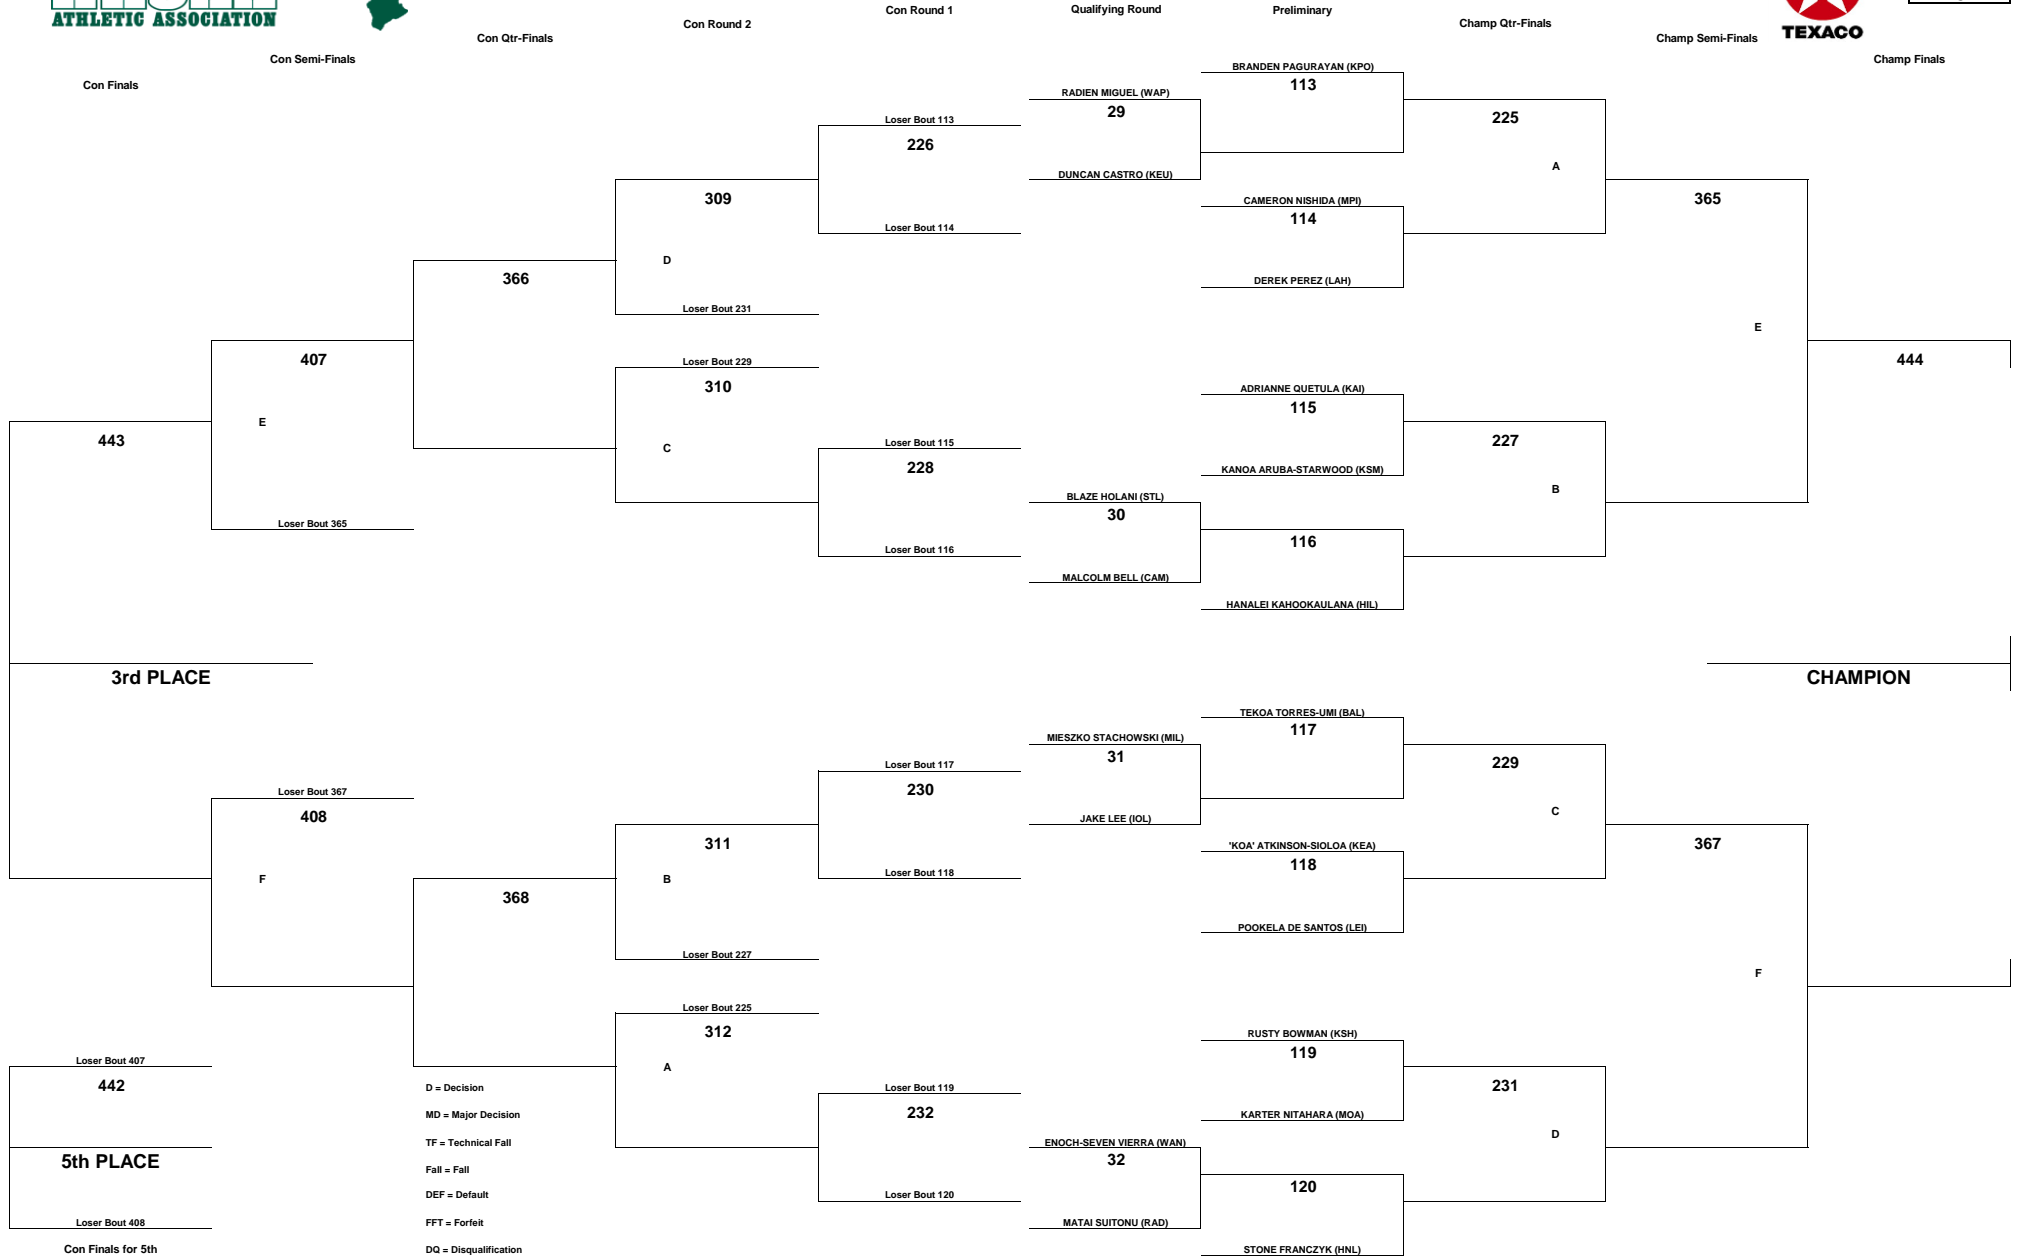 ATHLETIC ASSOCIATION
TEXACO
Con Finals
Con Semi-Finals
Con Qtr-Finals
Con Round 2
Con Round 1
Qualifying Round
Preliminary
Champ Qtr-Finals
Champ Semi-Finals
Champ Finals
BRANDEN PAGURAYAN (KPO)
113
RADIEN MIGUEL (WAP)
29
DUNCAN CASTRO (KEU)
225
A
Loser Bout 113
226
Loser Bout 114
309
D
Loser Bout 231
CAMERON NISHIDA (MPI)
114
DEREK PEREZ (LAH)
365
E
366
407
E
Loser Bout 365
443
444
Loser Bout 229
310
C
ADRIANNE QUETULA (KAI)
115
KANOA ARUBA-STARWOOD (KSM)
227
B
Loser Bout 115
228
Loser Bout 116
BLAZE HOLANI (STL)
30
MALCOLM BELL (CAM)
116
HANALEI KAHOOKAULANA (HIL)
3rd PLACE
CHAMPION
TEKOA TORRES-UMI (BAL)
117
MIESZKO STACHOWSKI (MIL)
31
JAKE LEE (IOL)
229
C
Loser Bout 117
230
Loser Bout 118
Loser Bout 367
408
F
311
B
Loser Bout 227
'KOA' ATKINSON-SIOLOA (KEA)
118
POOKELA DE SANTOS (LEI)
367
F
368
Loser Bout 225
312
A
RUSTY BOWMAN (KSH)
119
KARTER NITAHARA (MOA)
231
D
Loser Bout 119
232
Loser Bout 120
ENOCH-SEVEN VIERRA (WAN)
32
MATAI SUITONU (RAD)
120
STONE FRANCZYK (HNL)
Loser Bout 407
442
5th PLACE
Loser Bout 408
Con Finals for 5th
D = Decision
MD = Major Decision
TF = Technical Fall
Fall = Fall
DEF = Default
FFT = Forfeit
DQ = Disqualification